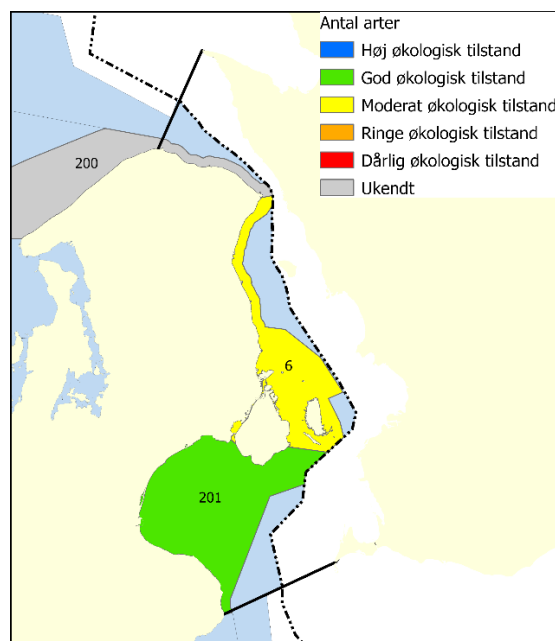 Antal arter
Høj økologisk tilstand
God økologisk tilstand
Moderat økologisk tilstand
Ringe økologisk tilstand
Dårlig økologisk tilstand
Ukendt
200
6
201